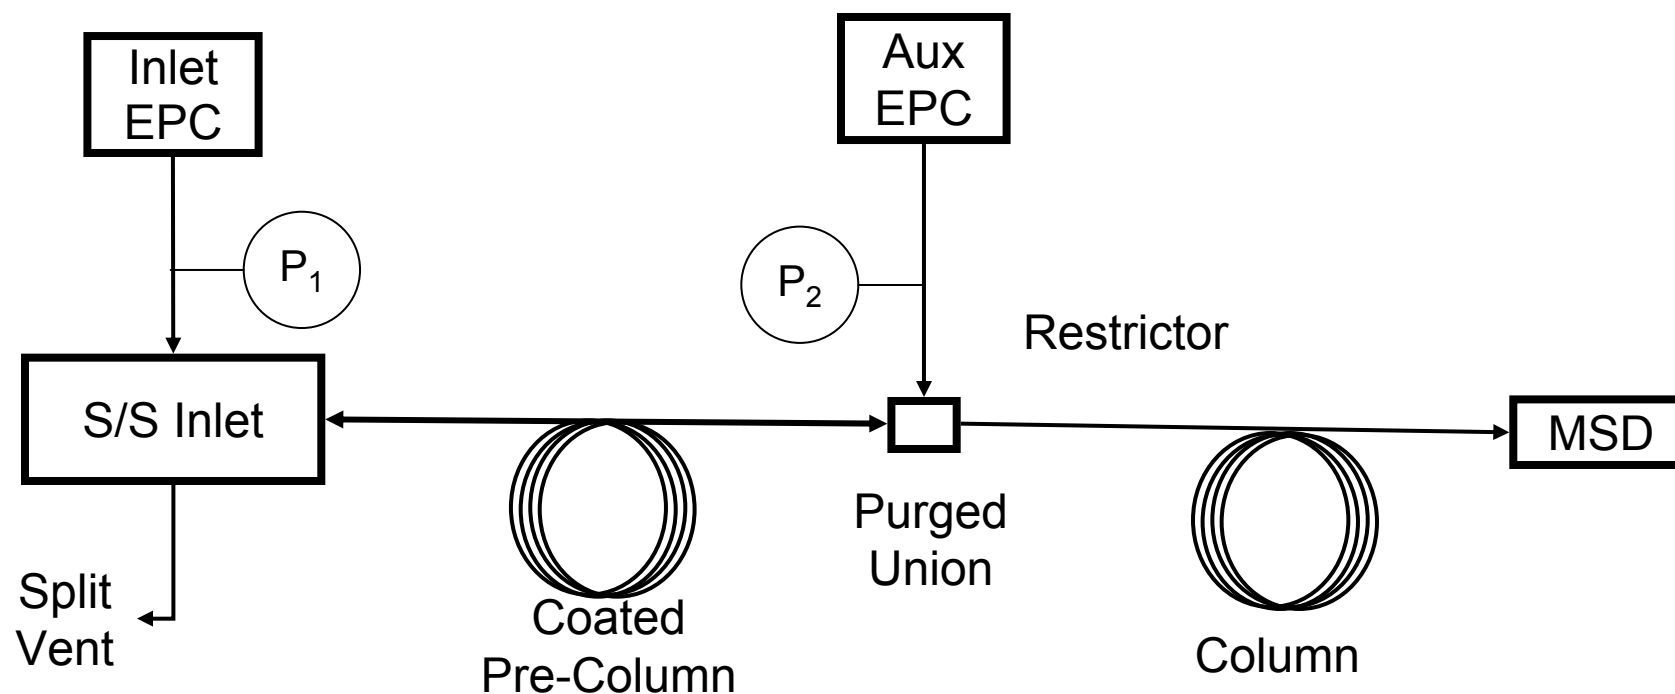 Inlet
EPC
Aux
EPC
P₁
P₂
Restrictor
S/S Inlet
MSD
Purged
Union
Split
Vent
Coated
Pre-Column
Column